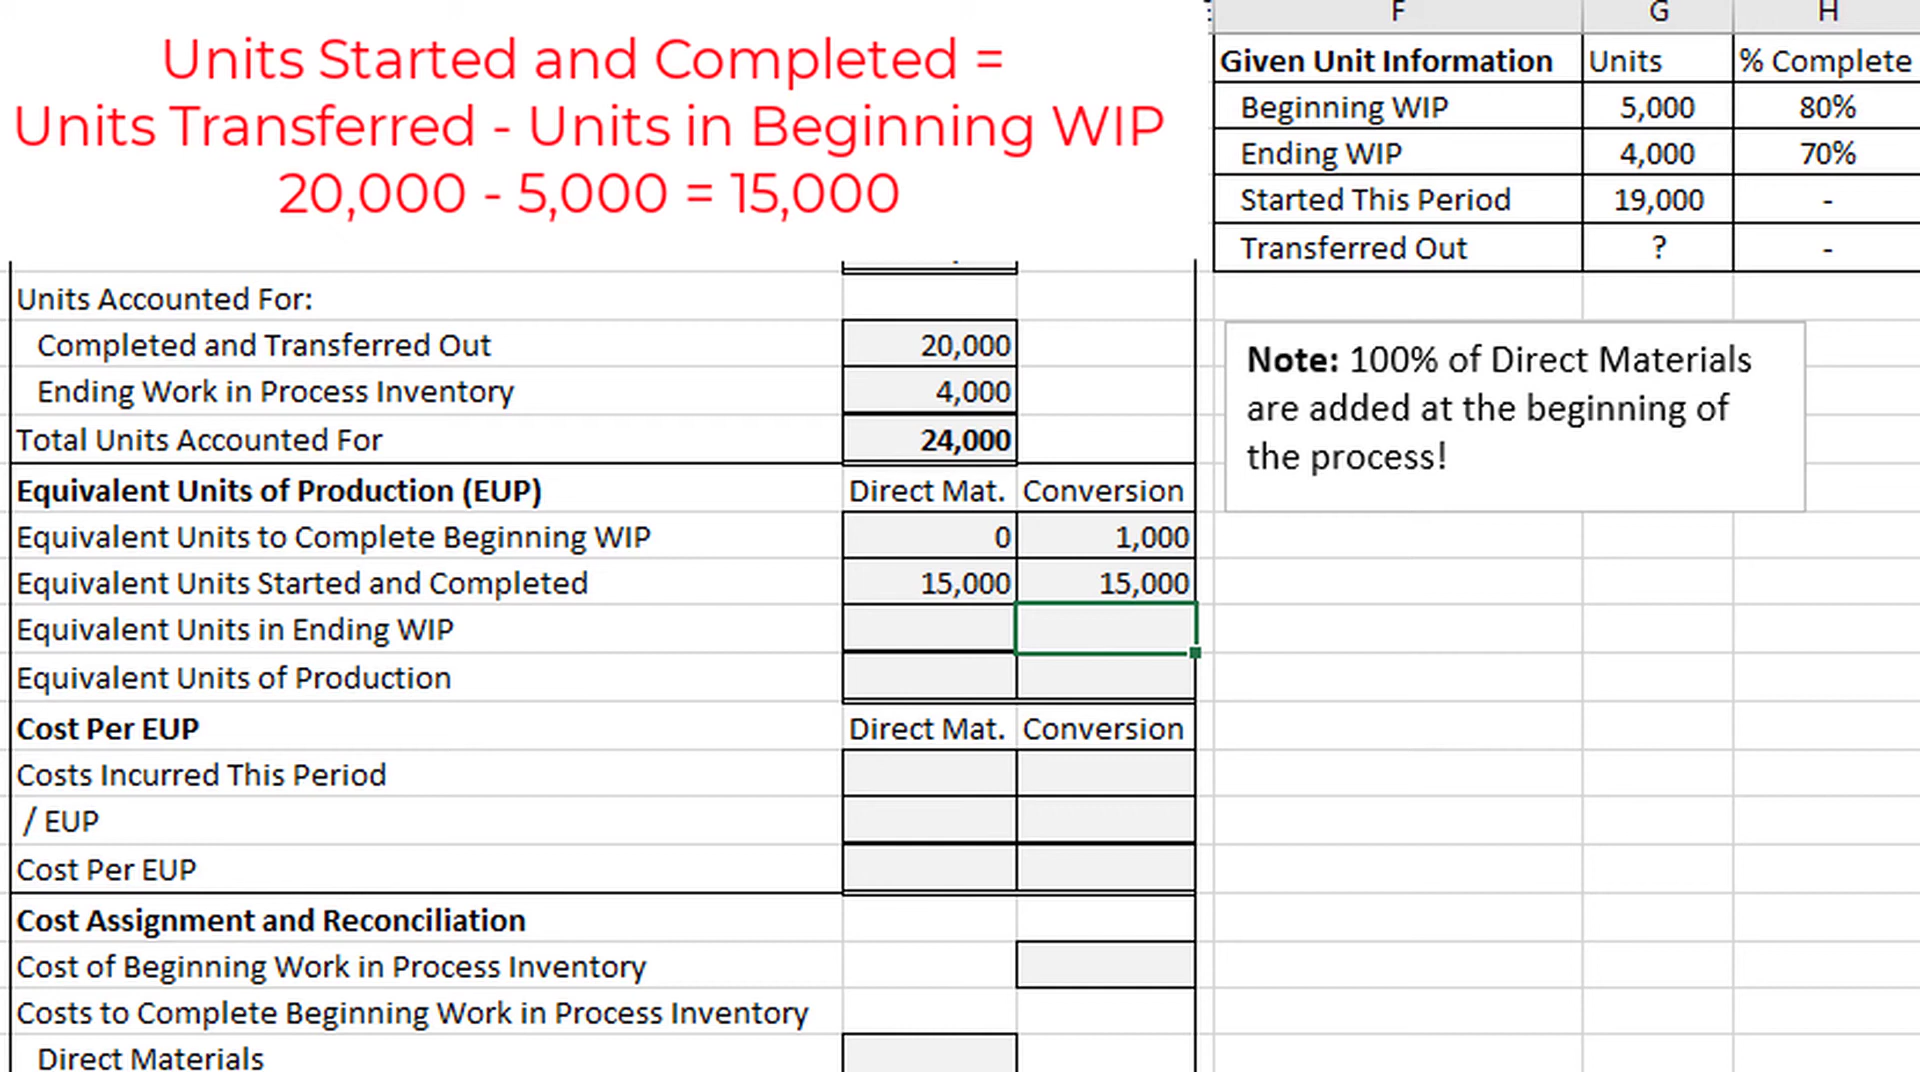 Units Started and Completed =
Units Transferred - Units in Beginning WIP
20,000 - 5,000 = 15,000
F G H
Given Unit Information Units % Complete
Beginning WIP 5,000 80%
Ending WIP 4,000 70%
Started This Period 19,000 -
Transferred Out ? -
Note: 100% of Direct Materials
are added at the beginning of
the process!
Units Accounted For:
Completed and Transferred Out 20,000
Ending Work in Process Inventory 4,000
Total Units Accounted For 24,000
Equivalent Units of Production (EUP) Direct Mat. Conversion
Equivalent Units to Complete Beginning WIP 0 1,000
Equivalent Units Started and Completed 15,000 15,000
Equivalent Units in Ending WIP
Equivalent Units of Production
Cost Per EUP Direct Mat. Conversion
Costs Incurred This Period
/ EUP
Cost Per EUP
Cost Assignment and Reconciliation
Cost of Beginning Work in Process Inventory
Costs to Complete Beginning Work in Process Inventory
Direct Materials